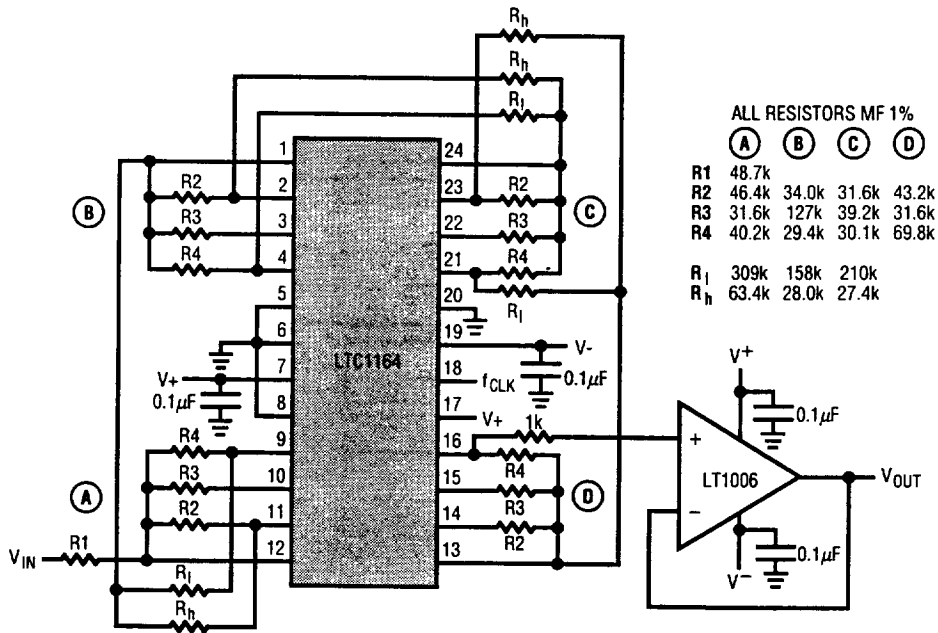 Rh
Rh
Rl
1 24
R2 2 23 R2
B R3 3 22 R3 C
R4 4 21 R4
5 20 Rl
6 19 V-
LTC1164
V+ 7 18 fCLK 0.1µF
0.1µF 8 17 V+ 1k
R4 9 16
A R3 10 15 R4 D
R2 11 14 R3
VIN R1 12 13 R2
Rl
Rh
ALL RESISTORS MF 1%
A B C D
R1 48.7k
R2 46.4k 34.0k 31.6k 43.2k
R3 31.6k 127k 39.2k 31.6k
R4 40.2k 29.4k 30.1k 69.8k
Rl 309k 158k 210k
Rh 63.4k 28.0k 27.4k
V+
0.1µF
+
LT1006 VOUT
−
0.1µF
V−